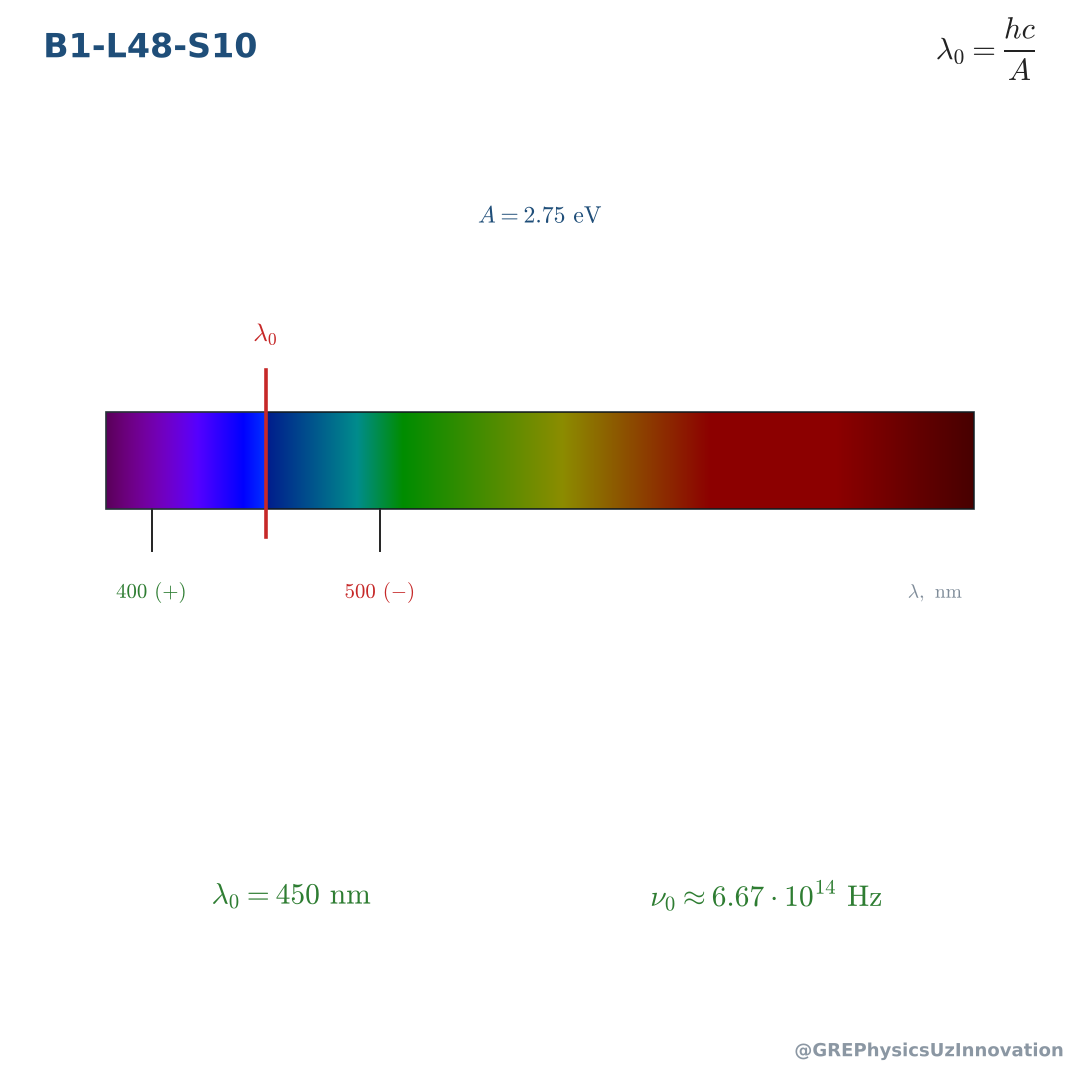 B1-L48-S10
λ₀ = hc/A
A = 2.75 eV
λ₀
400 (+)
500 (−)
λ, nm
λ₀ = 450 nm
ν₀ ≈ 6.67 · 10¹⁴ Hz
@GREPhysicsUzInnovation